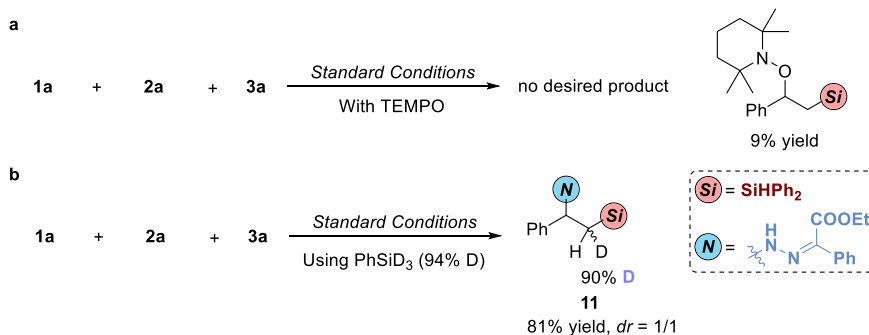 a
1a + 2a + 3a
Standard Conditions
With TEMPO
no desired product
N
O
Ph
Si
9% yield
b
1a + 2a + 3a
Standard Conditions
Using PhSiD3 (94% D)
N
Si
Ph
H D
90% D
11
81% yield, dr = 1/1
Si = SiHPh2
COOEt
H
N = N
N Ph